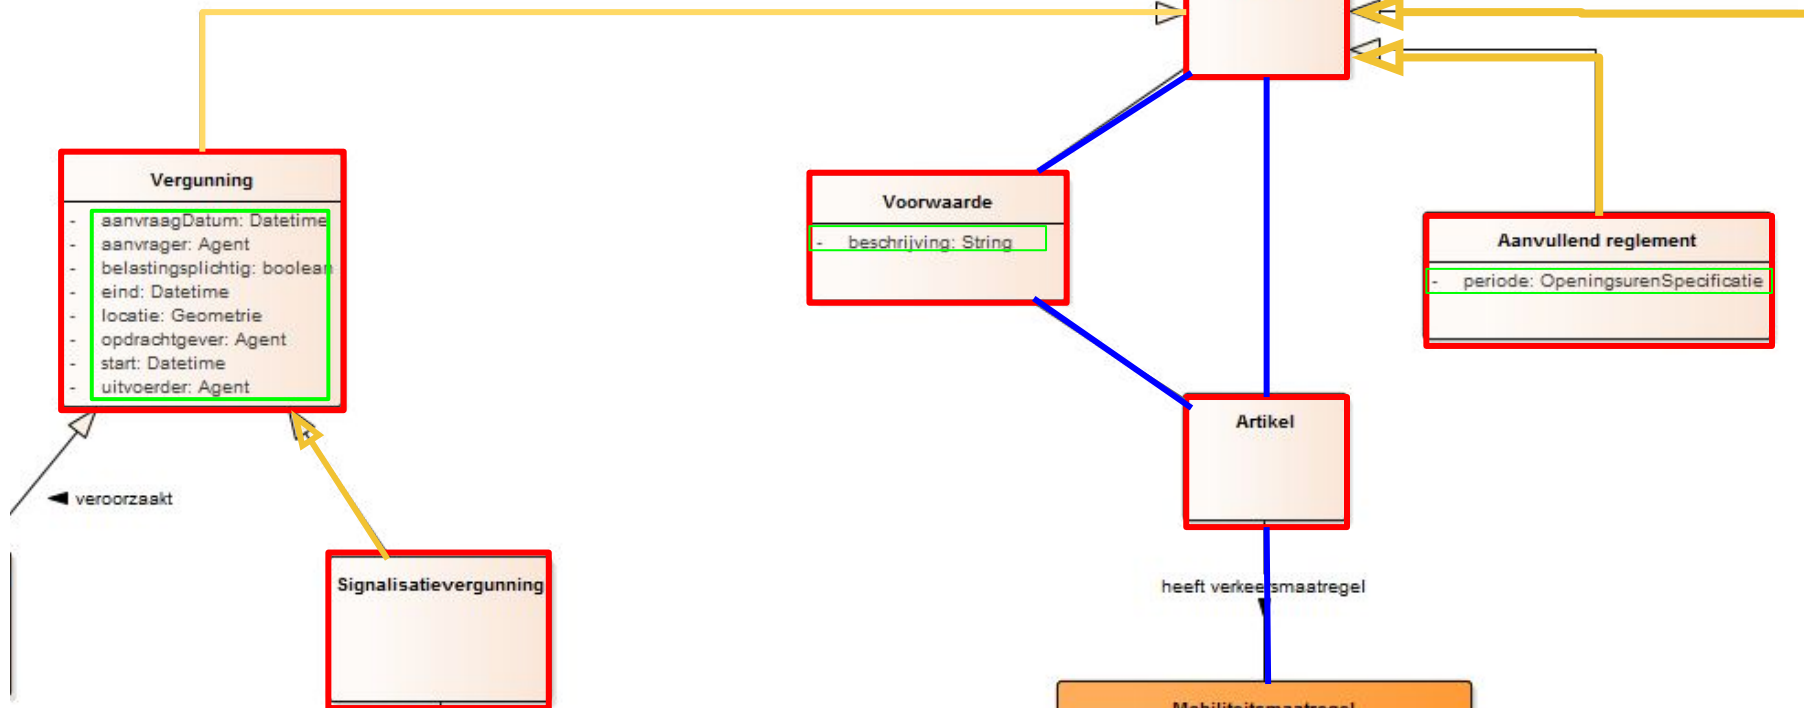 Vergunning
- aanvraagDatum: Datetime
- aanvrager: Agent
- belastingsplichtig: boolean
- eind: Datetime
- locatie: Geometrie
- opdrachtgever: Agent
- start: Datetime
- uitvoerder: Agent
Voorwaarde
- beschrijving: String
Aanvullend reglement
- periode: OpeningsurenSpecificatie
Artikel
veroorzaakt
Signalisatievergunning
heeft verkeersmaatregel
Mobiliteitsmaatregel